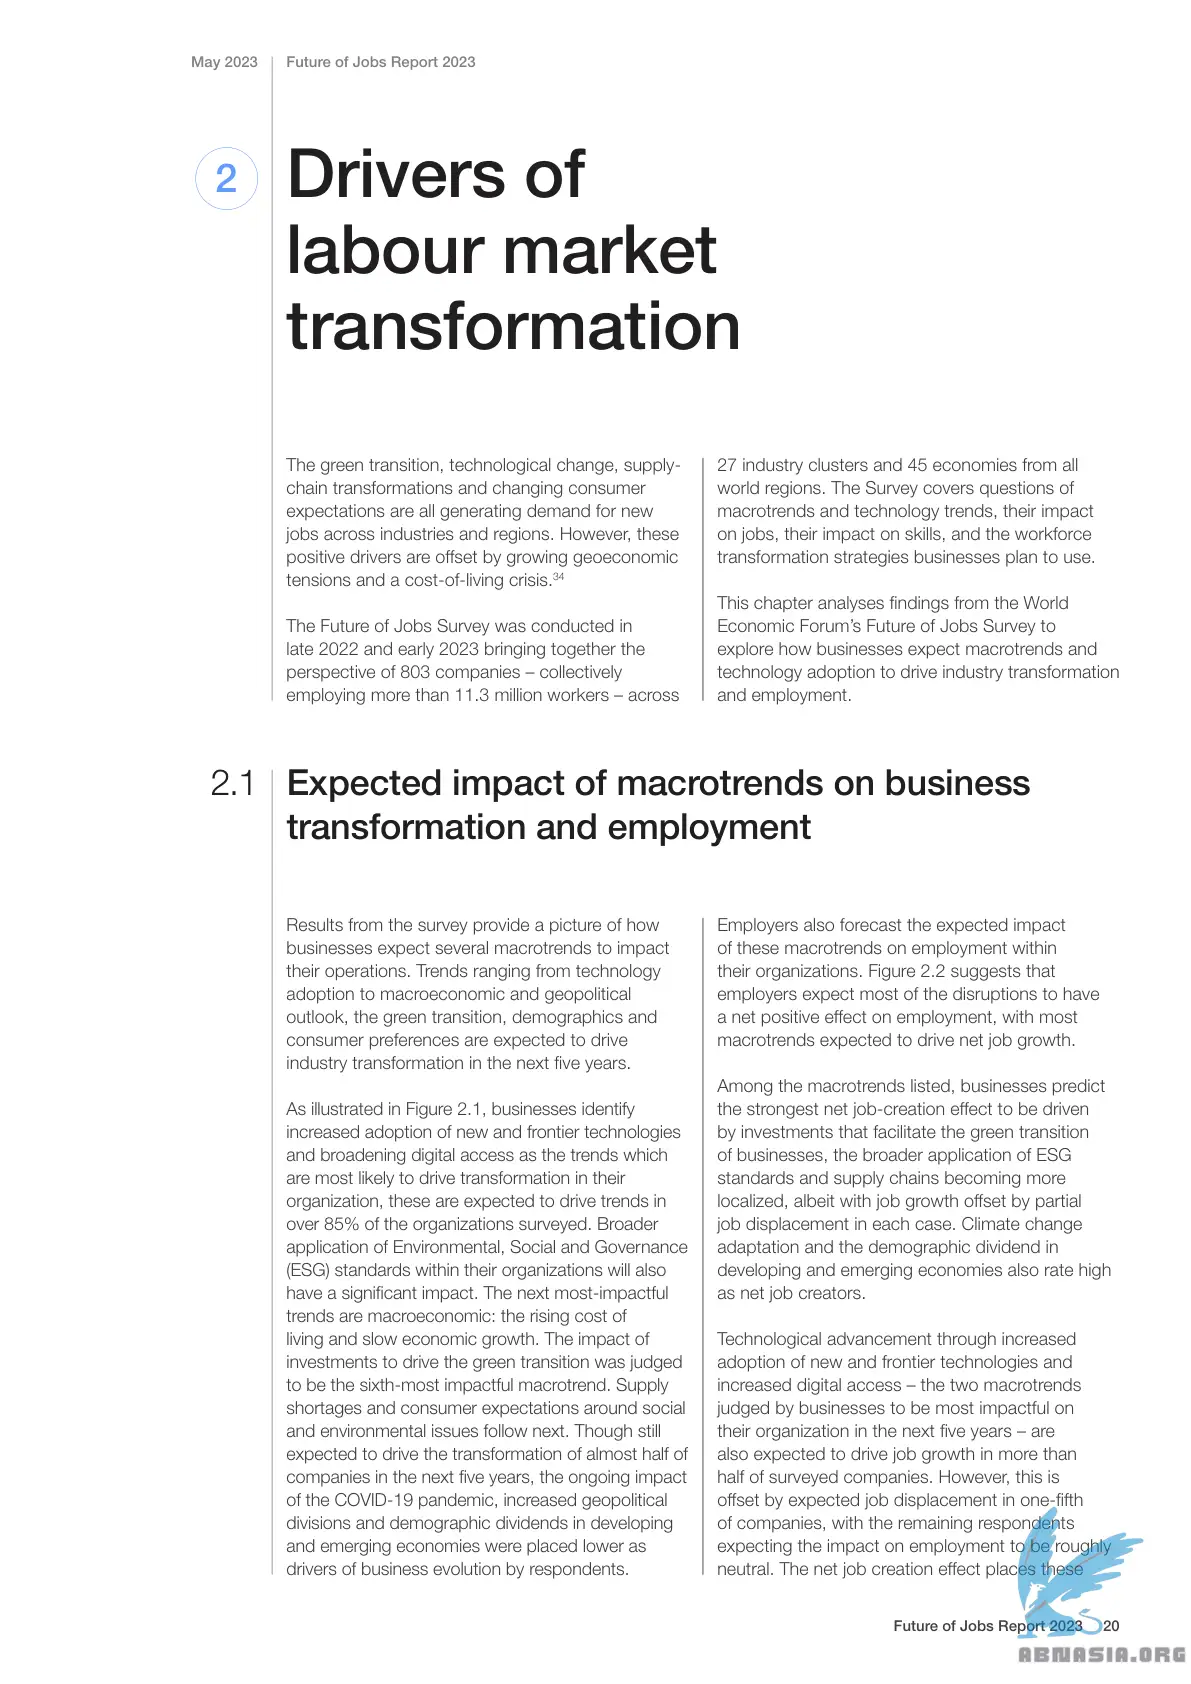 May 2023
Future of Jobs Report 2023
2
Drivers of
labour market
transformation
The green transition, technological change, supply-
chain transformations and changing consumer
expectations are all generating demand for new
jobs across industries and regions. However, these
positive drivers are offset by growing geoeconomic
tensions and a cost-of-living crisis.34
The Future of Jobs Survey was conducted in
late 2022 and early 2023 bringing together the
perspective of 803 companies – collectively
employing more than 11.3 million workers – across
27 industry clusters and 45 economies from all
world regions. The Survey covers questions of
macrotrends and technology trends, their impact
on jobs, their impact on skills, and the workforce
transformation strategies businesses plan to use.
This chapter analyses findings from the World
Economic Forum’s Future of Jobs Survey to
explore how businesses expect macrotrends and
technology adoption to drive industry transformation
and employment.
2.1
Expected impact of macrotrends on business
transformation and employment
Results from the survey provide a picture of how
businesses expect several macrotrends to impact
their operations. Trends ranging from technology
adoption to macroeconomic and geopolitical
outlook, the green transition, demographics and
consumer preferences are expected to drive
industry transformation in the next five years.
As illustrated in Figure 2.1, businesses identify
increased adoption of new and frontier technologies
and broadening digital access as the trends which
are most likely to drive transformation in their
organization, these are expected to drive trends in
over 85% of the organizations surveyed. Broader
application of Environmental, Social and Governance
(ESG) standards within their organizations will also
have a significant impact. The next most-impactful
trends are macroeconomic: the rising cost of
living and slow economic growth. The impact of
investments to drive the green transition was judged
to be the sixth-most impactful macrotrend. Supply
shortages and consumer expectations around social
and environmental issues follow next. Though still
expected to drive the transformation of almost half of
companies in the next five years, the ongoing impact
of the COVID-19 pandemic, increased geopolitical
divisions and demographic dividends in developing
and emerging economies were placed lower as
drivers of business evolution by respondents.
Employers also forecast the expected impact
of these macrotrends on employment within
their organizations. Figure 2.2 suggests that
employers expect most of the disruptions to have
a net positive effect on employment, with most
macrotrends expected to drive net job growth.
Among the macrotrends listed, businesses predict
the strongest net job-creation effect to be driven
by investments that facilitate the green transition
of businesses, the broader application of ESG
standards and supply chains becoming more
localized, albeit with job growth offset by partial
job displacement in each case. Climate change
adaptation and the demographic dividend in
developing and emerging economies also rate high
as net job creators.
Technological advancement through increased
adoption of new and frontier technologies and
increased digital access – the two macrotrends
judged by businesses to be most impactful on
their organization in the next five years – are
also expected to drive job growth in more than
half of surveyed companies. However, this is
offset by expected job displacement in one-fifth
of companies, with the remaining respondents
expecting the impact on employment to be roughly
neutral. The net job creation effect places these
Future of Jobs Report 2023
20
ABNASIA.ORG